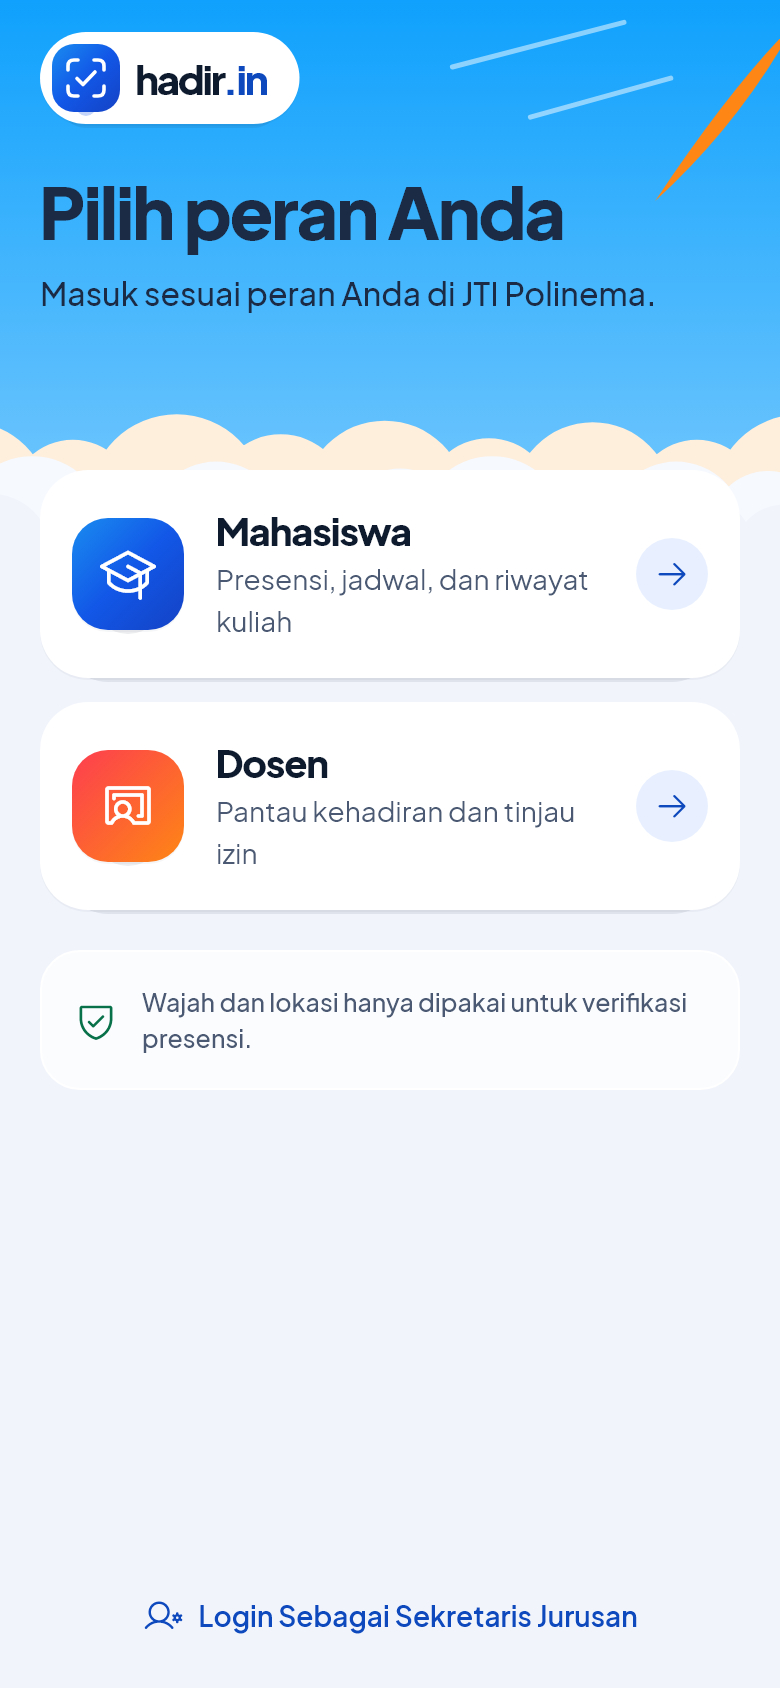 hadir.in
Pilih peran Anda
Masuk sesuai peran Anda di JTI Polinema.
Mahasiswa
Presensi, jadwal, dan riwayat
kuliah
Dosen
Pantau kehadiran dan tinjau
izin
Wajah dan lokasi hanya dipakai untuk verifikasi
presensi.
Login Sebagai Sekretaris Jurusan